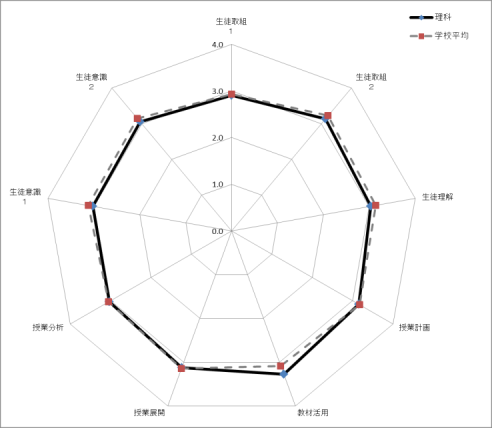 理科
学校平均
生徒取組
1
生徒取組
2
生徒理解
授業計画
教材活用
授業展開
授業分析
生徒意識
1
生徒意識
2
4.0
3.0
2.0
1.0
0.0